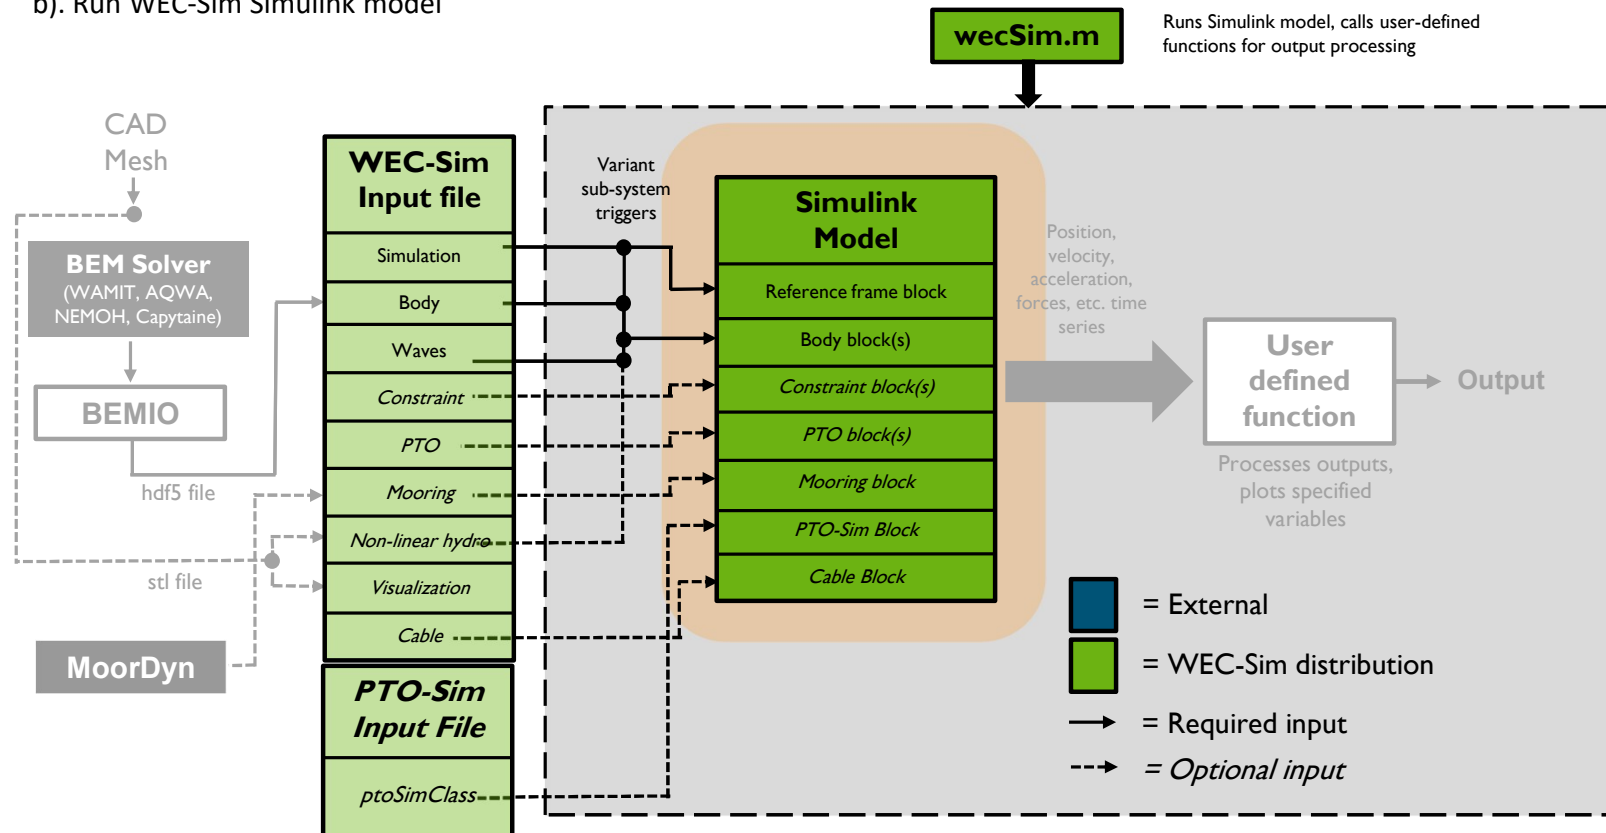 b). Run WEC-Sim Simulink model
wecSim.m
Runs Simulink model, calls user-defined
functions for output processing
CAD
Mesh
BEM Solver
(WAMIT, AQWA,
NEMOH, Capytaine)
BEMIO
hdf5 file
stl file
MoorDyn
WEC-Sim
Input file
Simulation
Body
Waves
Constraint
PTO
Mooring
Non-linear hydro
Visualization
Cable
PTO-Sim
Input File
ptoSimClass
Variant
sub-system
triggers
Simulink
Model
Reference frame block
Body block(s)
Constraint block(s)
PTO block(s)
Mooring block
PTO-Sim Block
Cable Block
Position,
velocity,
acceleration,
forces, etc. time
series
User
defined
function
Output
Processes outputs,
plots specified
variables
= External
= WEC-Sim distribution
= Required input
= Optional input